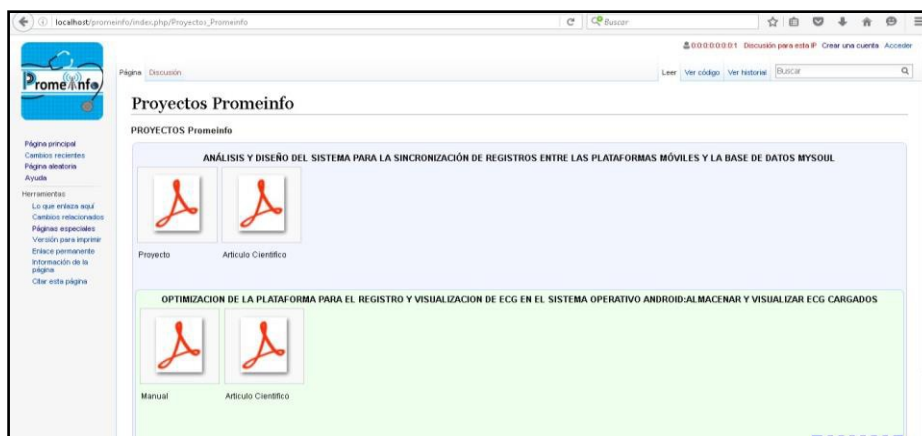 localhost/promeinfo/index.php/Proyectos_Promeinfo
Buscar
0:0:0:0:0:0:0:1 Discusión para esta IP Crear una cuenta Acceder
PromeInfo
Página Discusión
Leer Ver código Ver historial Buscar
Proyectos Promeinfo
PROYECTOS Promeinfo
Página principal
Cambios recientes
Página aleatoria
Ayuda
Herramientas
Lo que enlaza aquí
Cambios relacionados
Páginas especiales
Versión para imprimir
Enlace permanente
Información de la
página
Citar esta página
ANÁLISIS Y DISEÑO DEL SISTEMA PARA LA SINCRONIZACIÓN DE REGISTROS ENTRE LAS PLATAFORMAS MÓVILES Y LA BASE DE DATOS MYSOUL
Proyecto Articulo Cientifico
OPTIMIZACION DE LA PLATAFORMA PARA EL REGISTRO Y VISUALIZACION DE ECG EN EL SISTEMA OPERATIVO ANDROID:ALMACENAR Y VISUALIZAR ECG CARGADOS
Manual Articulo Cientifico